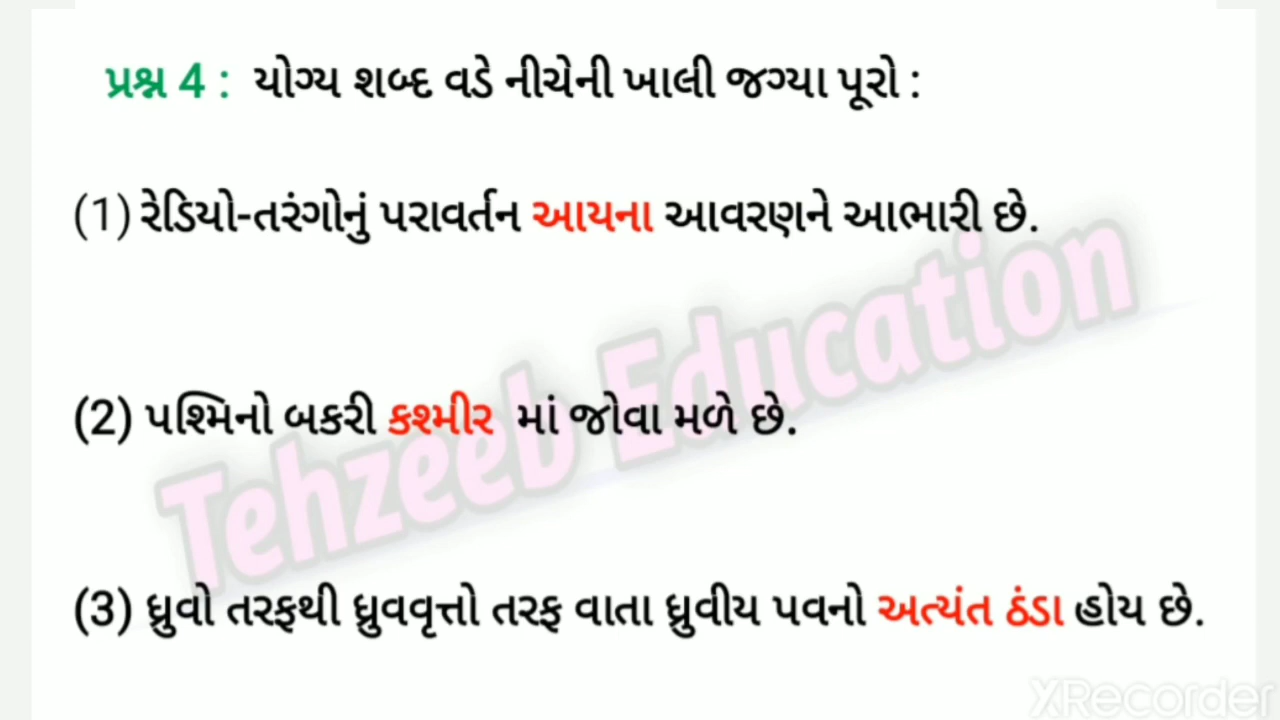 પ્રશ્ન 4 : યોગ્ય શબ્દ વડે નીચેની ખાલી જગ્યા પૂરો :
(1) રેડિયો-તરંગોનું પરાવર્તન આયના આવરણને આભારી છે.
(2) પશ્મિનો બકરી કશ્મીર માં જોવા મળે છે.
(3) ધ્રુવો તરફથી ધ્રુવવૃત્તો તરફ વાતા ધ્રુવીય પવનો અત્યંત ઠંડા હોય છે.
Tehzeeb Education
XRecorder